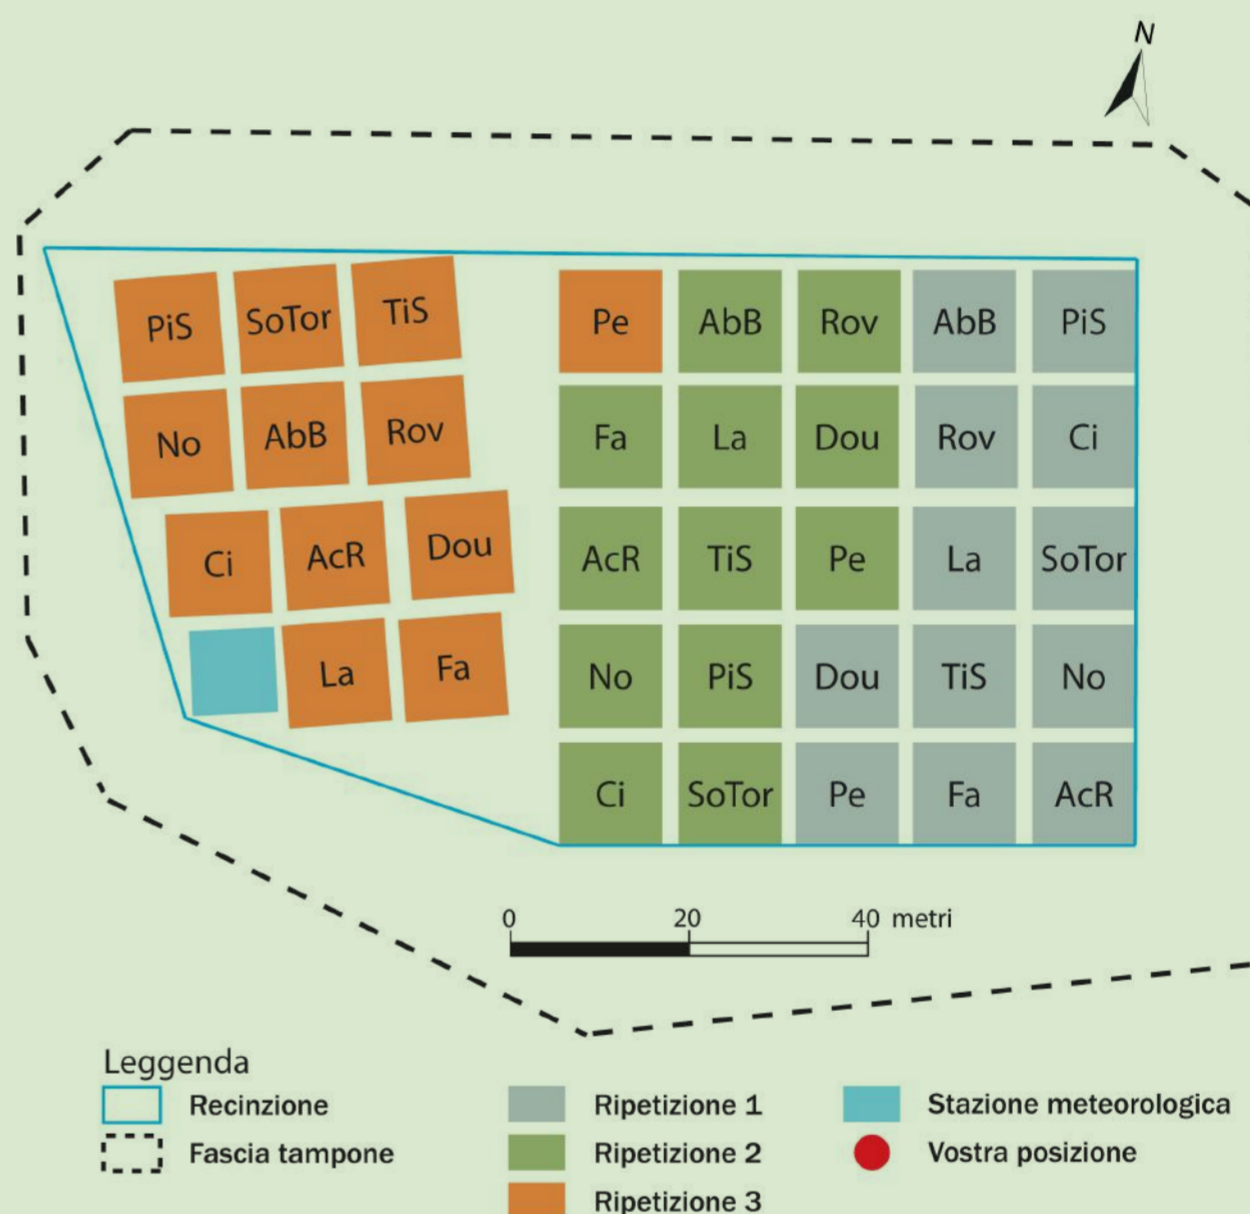 N
PiS SoTor TiS
No AbB Rov
Ci AcR Dou
La Fa
Pe AbB Rov AbB PiS
Fa La Dou Rov Ci
AcR TiS Pe La SoTor
No PiS Dou TiS No
Ci SoTor Pe Fa AcR
0 20 40 metri
Leggenda
Recinzione
Fascia tampone
Ripetizione 1
Ripetizione 2
Ripetizione 3
Stazione meteorologica
Vostra posizione